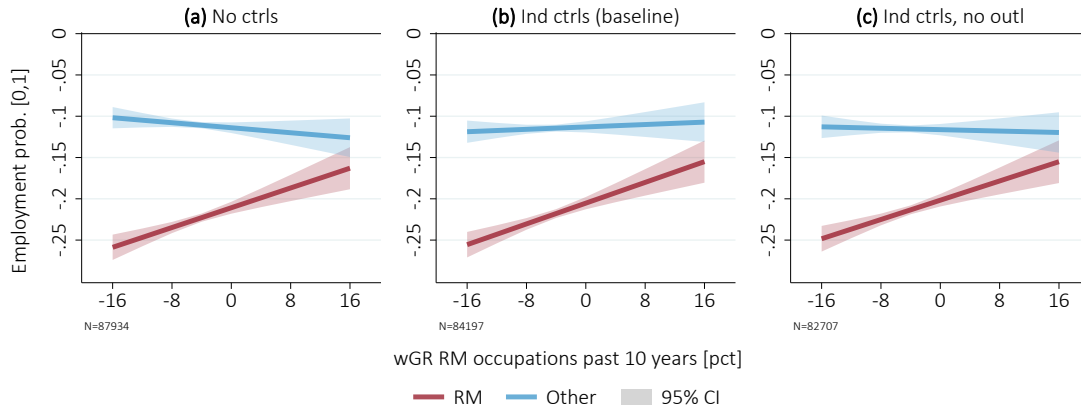 (a) No ctrls
(b) Ind ctrls (baseline)
(c) Ind ctrls, no outl
Employment prob. [0,1]
0
-.05
-.1
-.15
-.2
-.25
-16 -8 0 8 16
N=87934
0
-.05
-.1
-.15
-.2
-.25
-16 -8 0 8 16
N=84197
0
-.05
-.1
-.15
-.2
-.25
-16 -8 0 8 16
N=82707
wGR RM occupations past 10 years [pct]
RM Other 95% CI